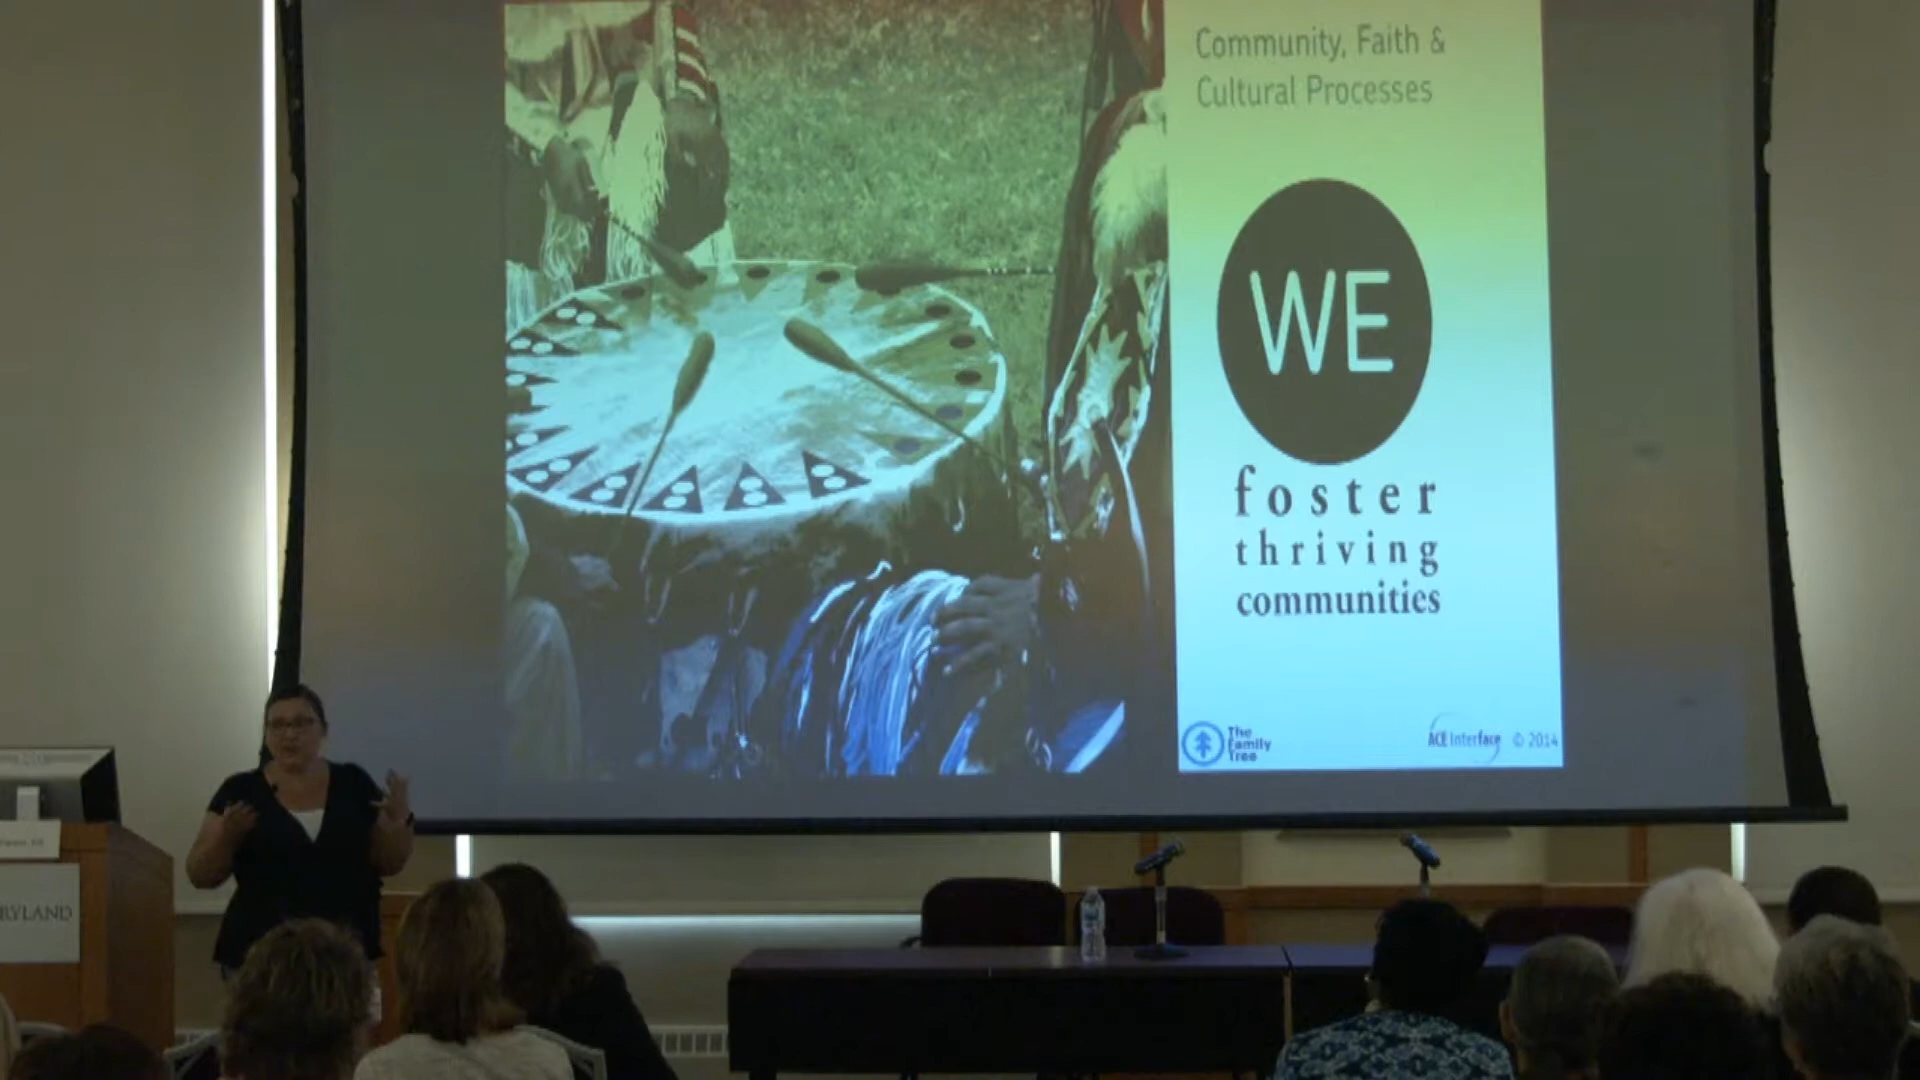 Community, Faith &
Cultural Processes
WE
foster
thriving
communities
The
Family
Tree
ACE Interface © 2014
RYLAND